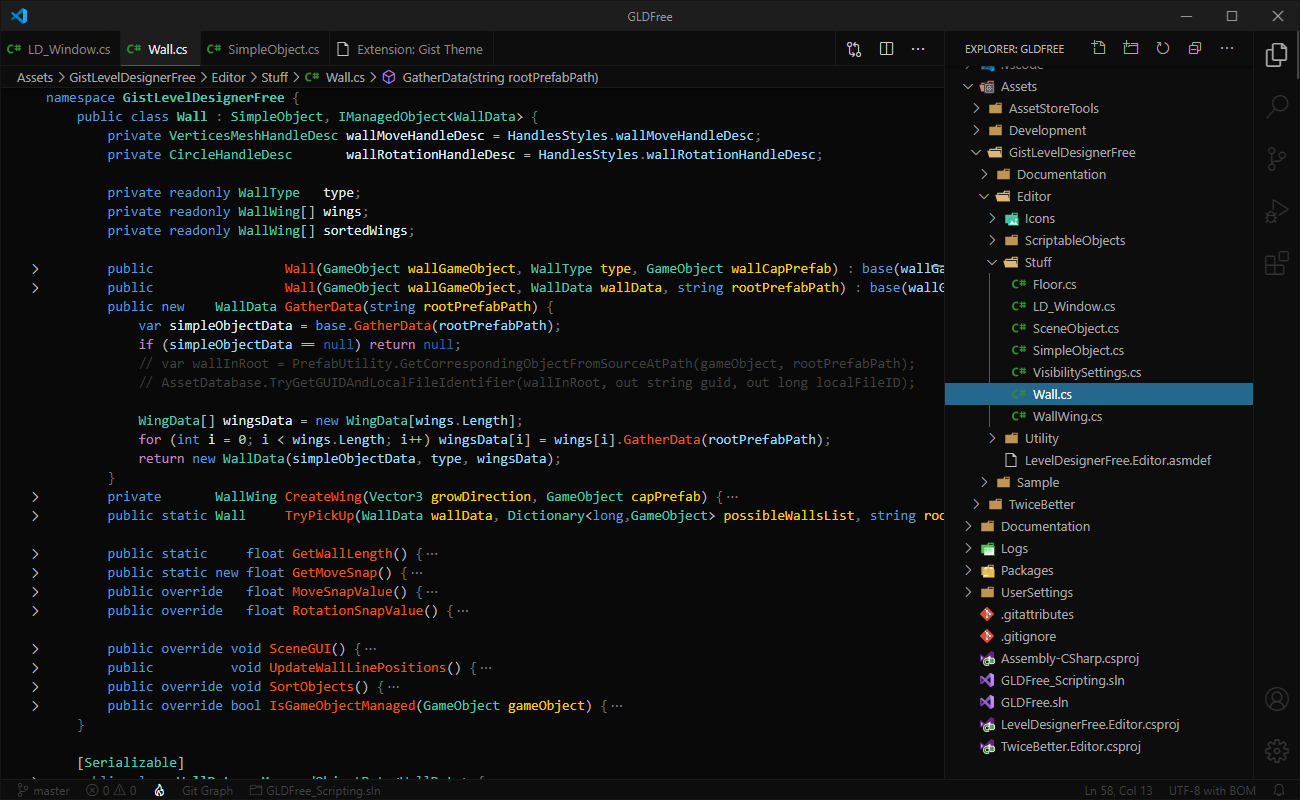 GLDFree
C# LD_Window.cs
C# Wall.cs
C# SimpleObject.cs
Extension: Gist Theme
Assets > GistLevelDesignerFree > Editor > Stuff > C# Wall.cs > GatherData(string rootPrefabPath)
namespace GistLevelDesignerFree {
public class Wall : SimpleObject, IManagedObject<WallData> {
private VerticesMeshHandleDesc wallMoveHandleDesc = HandlesStyles.wallMoveHandleDesc;
private CircleHandleDesc wallRotationHandleDesc = HandlesStyles.wallRotationHandleDesc;
private readonly WallType type;
private readonly WallWing[] wings;
private readonly WallWing[] sortedWings;
public Wall(GameObject wallGameObject, WallType type, GameObject wallCapPrefab) : base(wallGa
public Wall(GameObject wallGameObject, WallData wallData, string rootPrefabPath) : base(wallG
public new WallData GatherData(string rootPrefabPath) {
var simpleObjectData = base.GatherData(rootPrefabPath);
if (simpleObjectData == null) return null;
// var wallInRoot = PrefabUtility.GetCorrespondingObjectFromSourceAtPath(gameObject, rootPrefabPath);
// AssetDatabase.TryGetGUIDAndLocalFileIdentifier(wallInRoot, out string guid, out long localFileID);
WingData[] wingsData = new WingData[wings.Length];
for (int i = 0; i < wings.Length; i++) wingsData[i] = wings[i].GatherData(rootPrefabPath);
return new WallData(simpleObjectData, type, wingsData);
}
private WallWing CreateWing(Vector3 growDirection, GameObject capPrefab) {···
public static Wall TryPickUp(WallData wallData, Dictionary<long,GameObject> possibleWallsList, string roo
public static float GetWallLength() {···
public static new float GetMoveSnap() {···
public override float MoveSnapValue() {···
public override float RotationSnapValue() {···
public override void SceneGUI() {···
public void UpdateWallLinePositions() {···
public override void SortObjects() {···
public override bool IsGameObjectManaged(GameObject gameObject) {···
}
[Serializable]
EXPLORER: GLDFREE
.vscode
Assets
AssetStoreTools
Development
GistLevelDesignerFree
Documentation
Editor
Icons
ScriptableObjects
Stuff
C# Floor.cs
C# LD_Window.cs
C# SceneObject.cs
C# SimpleObject.cs
C# VisibilitySettings.cs
C# Wall.cs
C# WallWing.cs
Utility
LevelDesignerFree.Editor.asmdef
Sample
TwiceBetter
Documentation
Logs
Packages
UserSettings
.gitattributes
.gitignore
Assembly-CSharp.csproj
GLDFree_Scripting.sln
GLDFree.sln
LevelDesignerFree.Editor.csproj
TwiceBetter.Editor.csproj
master
0
0
Git Graph
GLDFree_Scripting.sln
Ln 58, Col 13
UTF-8 with BOM